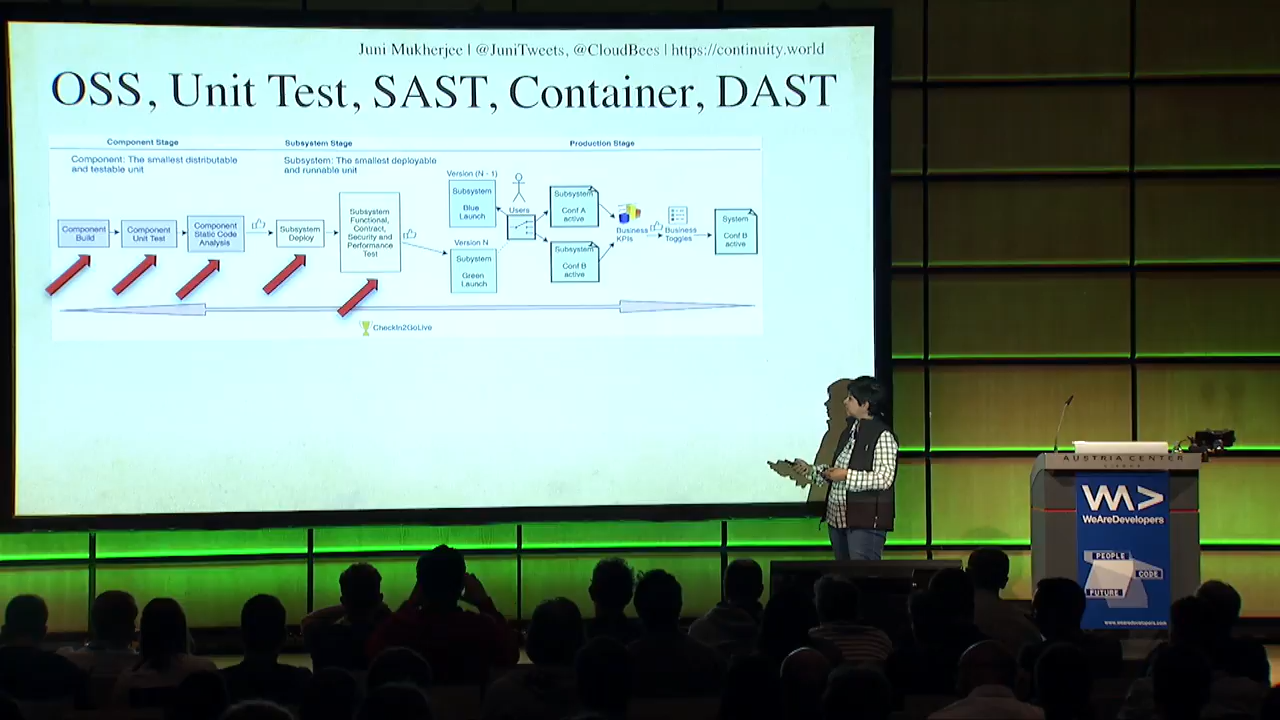 Juni Mukherjee | @JuniTweets, @CloudBees | https://continuity.world
OSS, Unit Test, SAST, Container, DAST
Component Stage
Subsystem Stage
Production Stage
Component: The smallest distributable
and testable unit
Subsystem: The smallest deployable
and runnable unit
Component
Build
Component
Unit Test
Component
Static Code
Analysis
Subsystem
Deploy
Subsystem
Functional,
Contract,
Security and
Performance
Test
Version (N - 1)
Subsystem
Blue
Launch
Version N
Subystem
Green
Launch
Users
Subsystem
Conf A
active
Subsystem
Conf B
active
Business
KPIs
Business
Toggles
System
Conf B
active
CheckIn2GoLive
AUSTRIA CENTER
WeAreDevelopers
PEOPLE
CODE
FUTURE
www.wearedevelopers.com